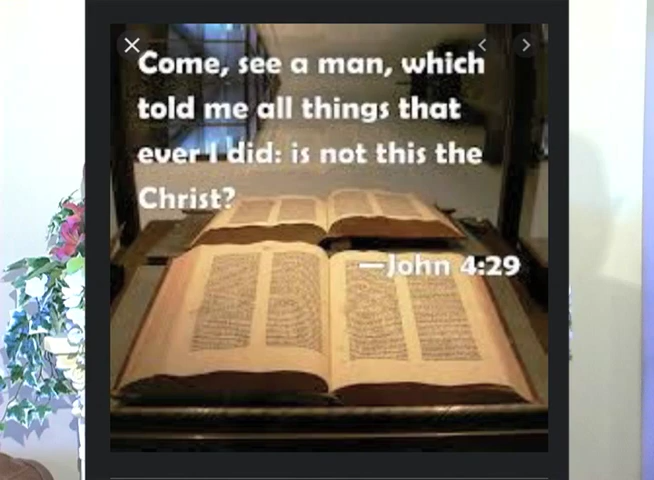 Come, see a man, which
told me all things that
ever I did: is not this the
Christ?
—John 4:29